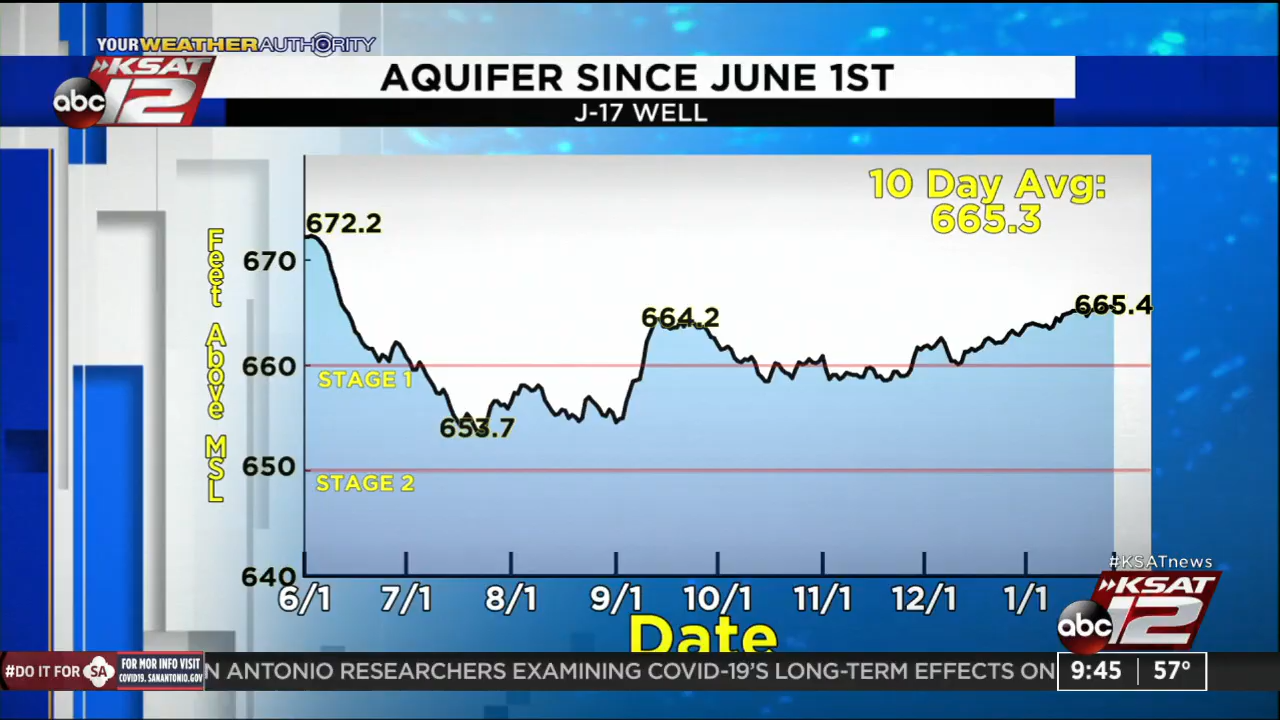 YOURWEATHERAUTHORITY
abc KSAT 12
AQUIFER SINCE JUNE 1ST
J-17 WELL
10 Day Avg:
665.3
Feet Above MSL
672.2
670
664.2
665.4
660
STAGE 1
653.7
650
STAGE 2
640
6/1 7/1 8/1 9/1 10/1 11/1 12/1 1/1
Date
#KSATnews
KSAT
abc 12
#DO IT FOR SA
FOR MOR INFO VISIT
COVID19.SANANTONIO.GOV
N ANTONIO RESEARCHERS EXAMINING COVID-19'S LONG-TERM EFFECTS ON
9:45 57°